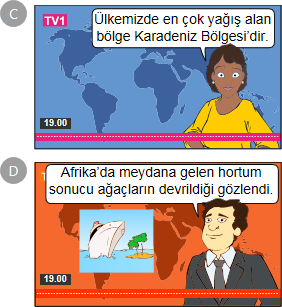 C
TV1
Ülkemizde en çok yağış alan
bölge Karadeniz Bölgesi'dir.
19.00
D
Afrika'da meydana gelen hortum
sonucu ağaçların devrildiği gözlendi.
19.00